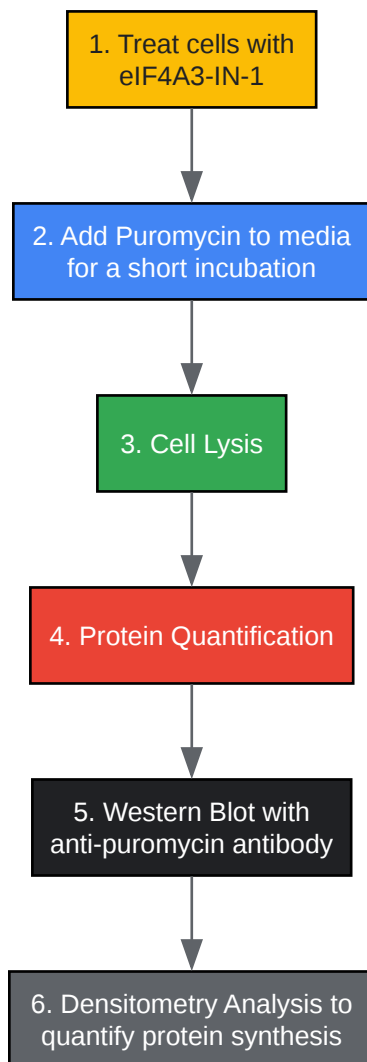 1. Treat cells with
eIF4A3-IN-1
2. Add Puromycin to media
for a short incubation
3. Cell Lysis
4. Protein Quantification
5. Western Blot with
anti-puromycin antibody
6. Densitometry Analysis to
quantify protein synthesis